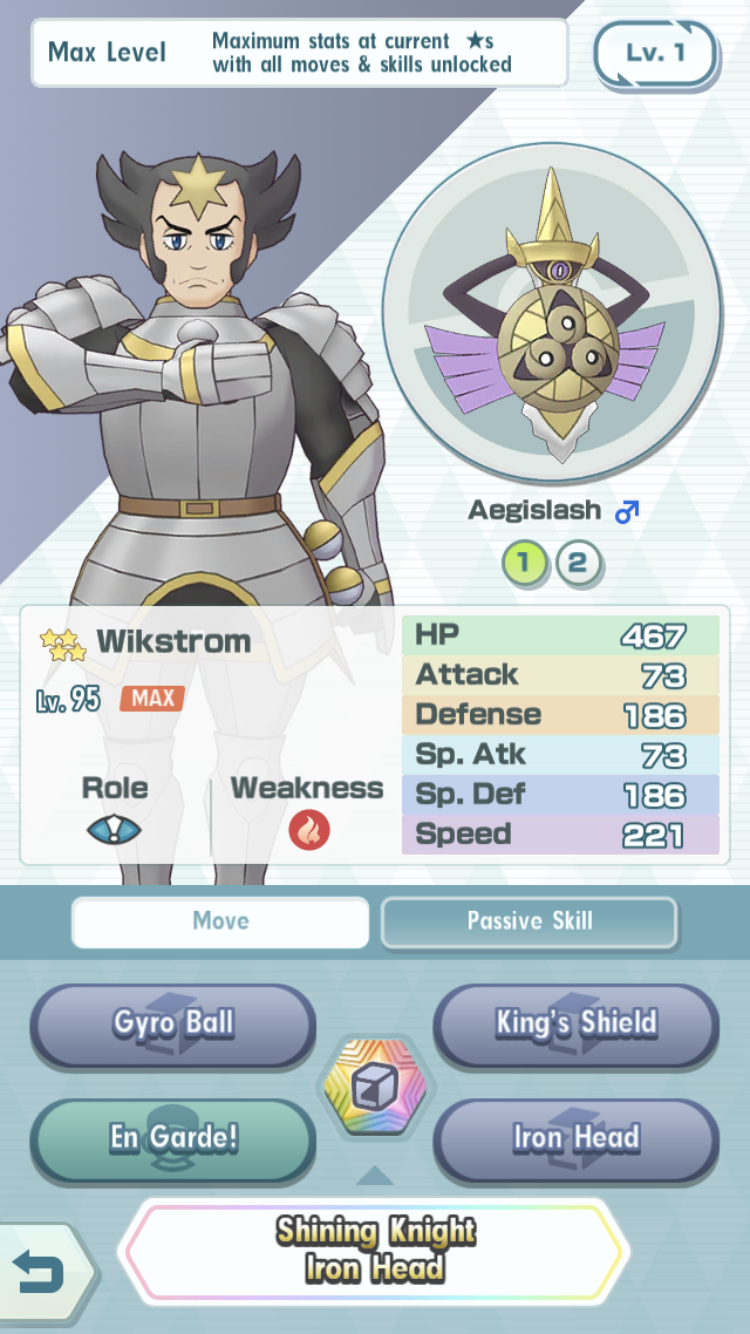 Max Level
Maximum stats at current ★s
with all moves & skills unlocked
Lv. 1
Aegislash ♂
1 2
Wikstrom
Lv. 95 MAX
Role
Weakness
HP 467
Attack 73
Defense 186
Sp. Atk 73
Sp. Def 186
Speed 221
Move
Passive Skill
Gyro Ball
King's Shield
En Garde!
Iron Head
Shining Knight
Iron Head